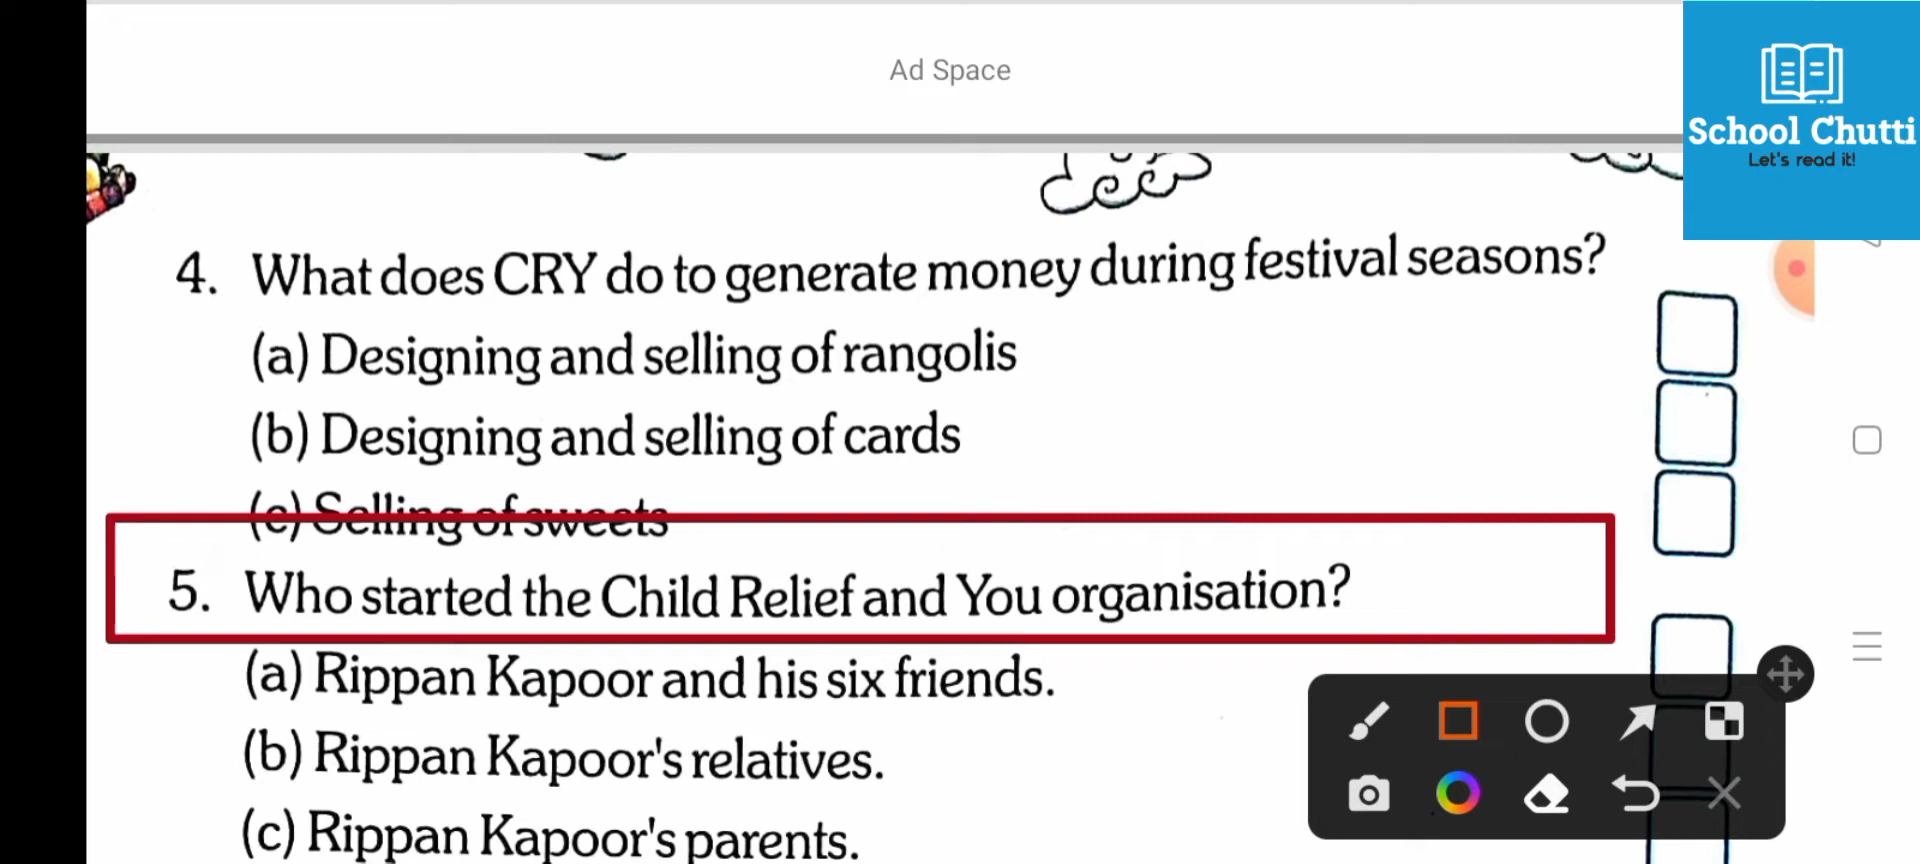 Ad Space
School Chutti
Let's read it!
4. What does CRY do to generate money during festival seasons?
(a) Designing and selling of rangolis
(b) Designing and selling of cards
(c) Selling of sweets
5. Who started the Child Relief and You organisation?
(a) Rippan Kapoor and his six friends.
(b) Rippan Kapoor's relatives.
(c) Rippan Kapoor's parents.